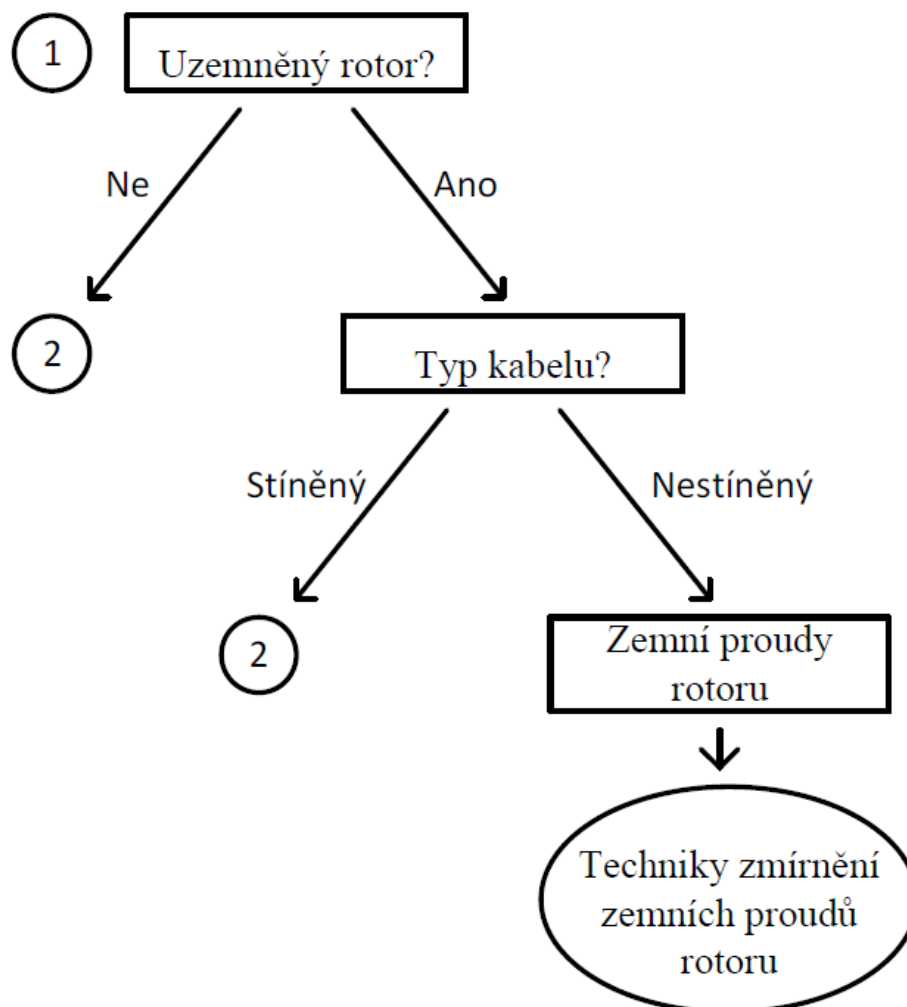 1
Uzemněný rotor?
Ne
Ano
2
Typ kabelu?
Stíněný
Nestíněný
2
Zemní proudy
rotoru
Techniky zmírnění
zemních proudů
rotoru